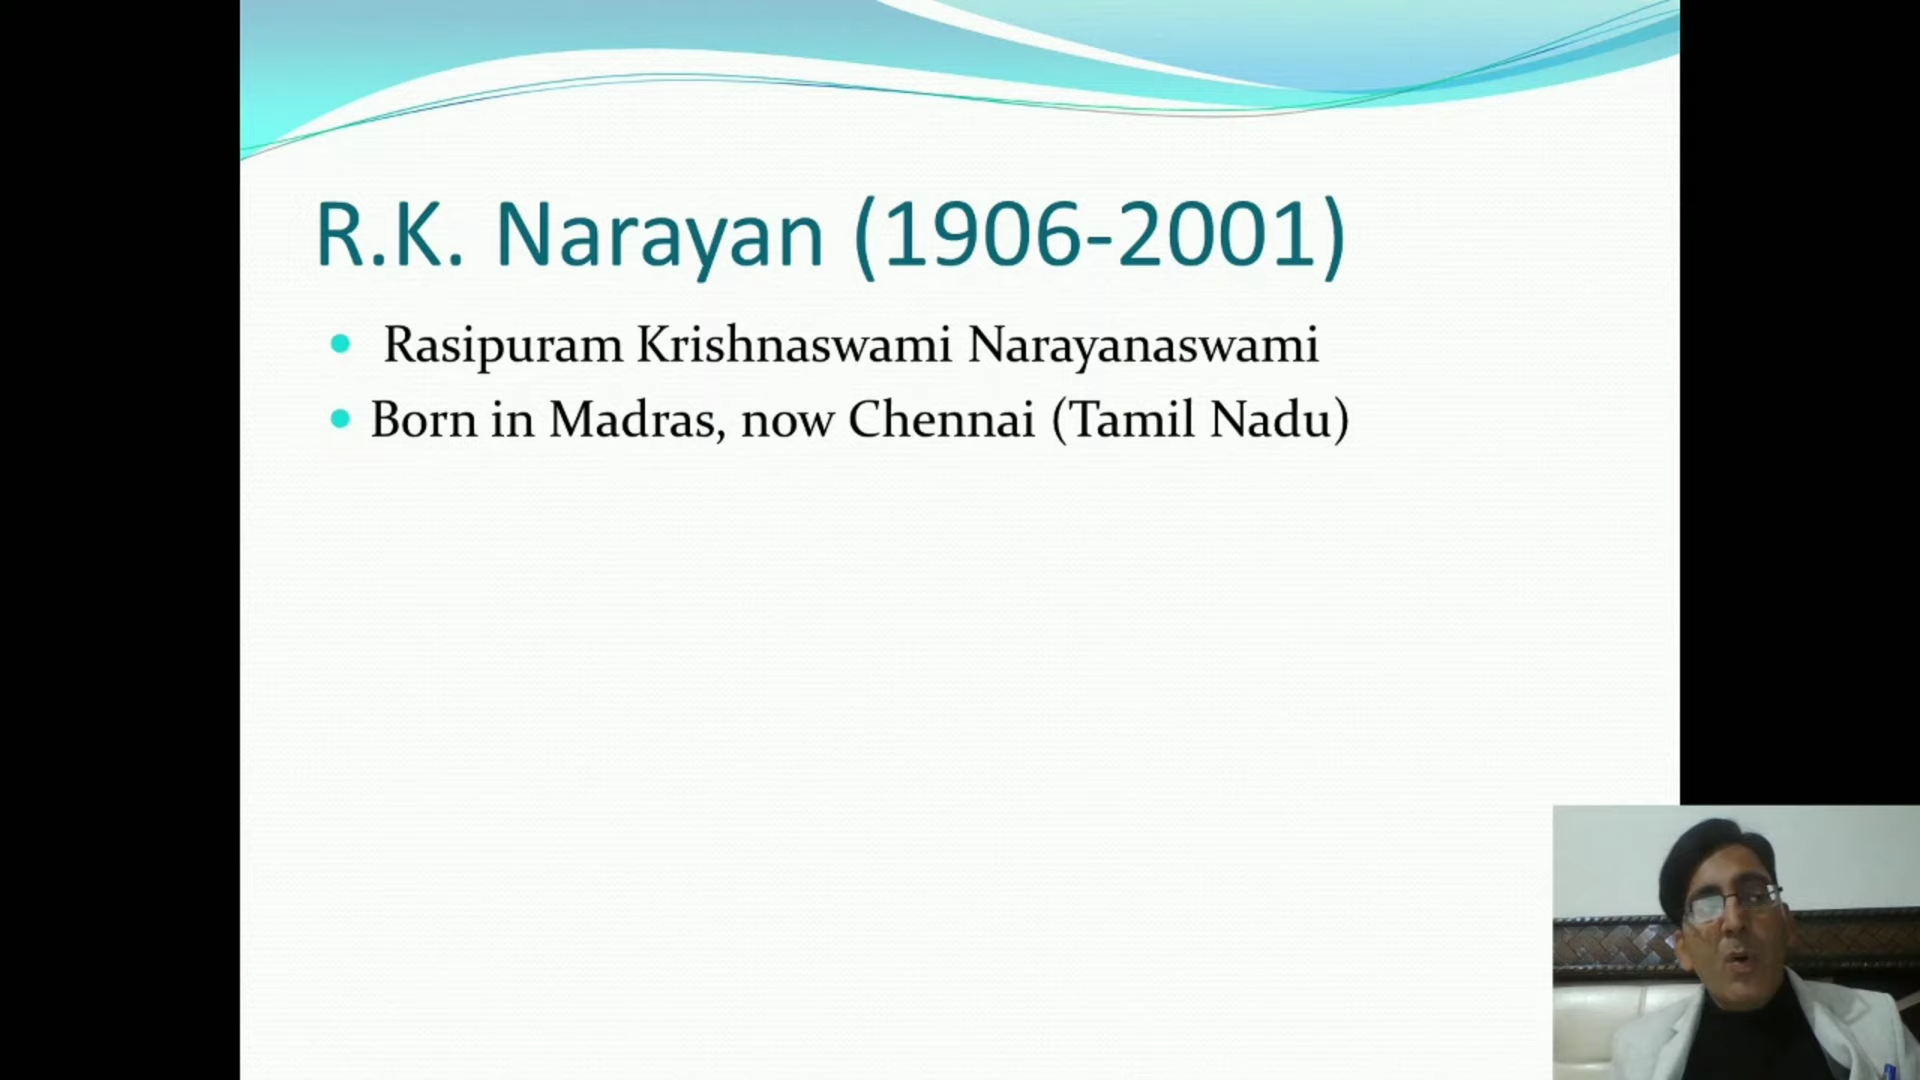 R.K. Narayan (1906-2001)
• Rasipuram Krishnaswami Narayanaswami
• Born in Madras, now Chennai (Tamil Nadu)